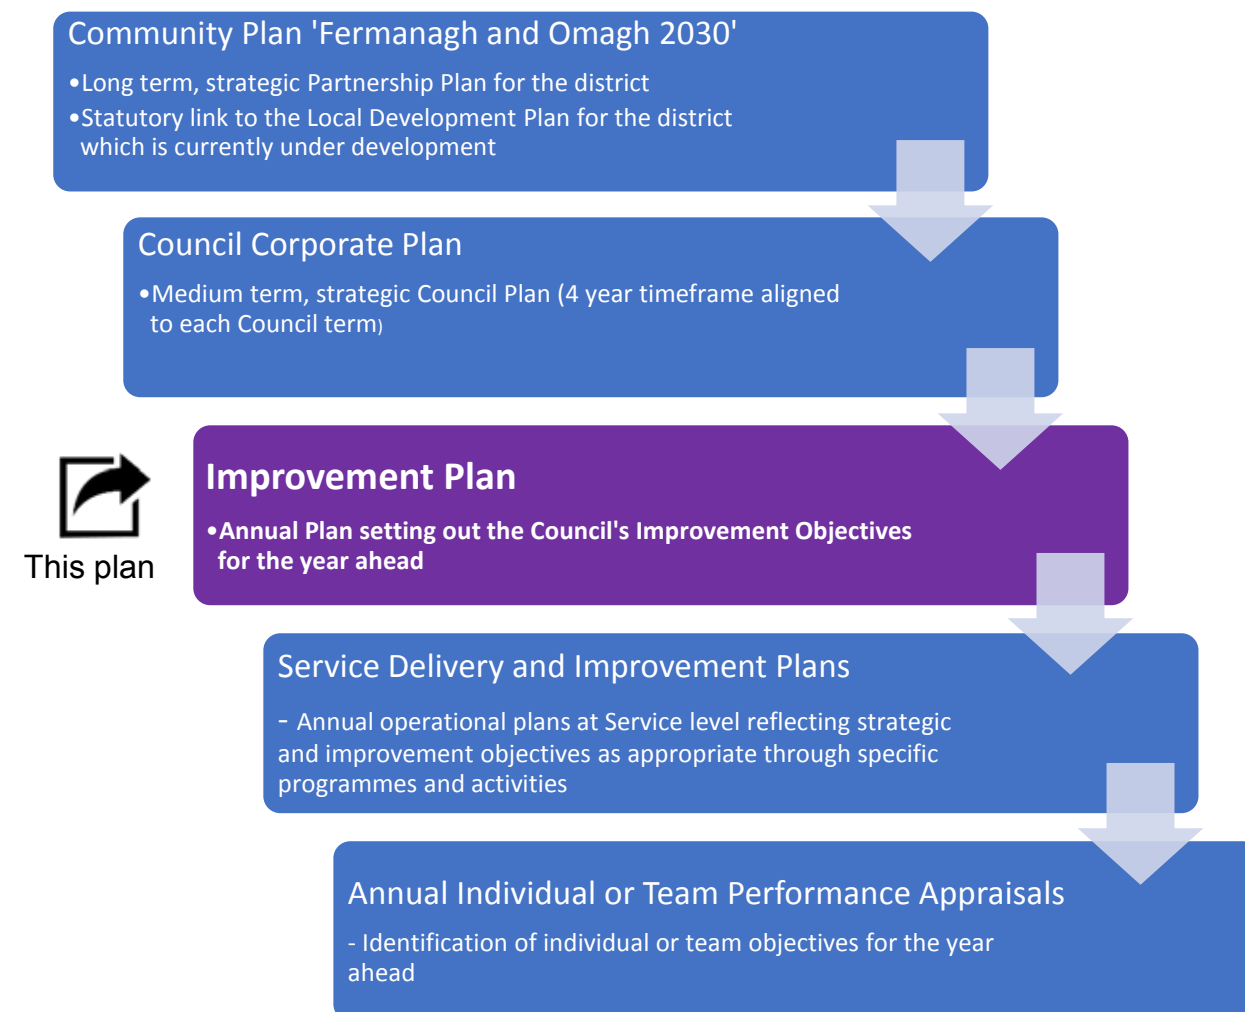 Community Plan 'Fermanagh and Omagh 2030'
•Long term, strategic Partnership Plan for the district
•Statutory link to the Local Development Plan for the district
which is currently under development
Council Corporate Plan
•Medium term, strategic Council Plan (4 year timeframe aligned
to each Council term)
Improvement Plan
•Annual Plan setting out the Council's Improvement Objectives
for the year ahead
This plan
Service Delivery and Improvement Plans
- Annual operational plans at Service level reflecting strategic
and improvement objectives as appropriate through specific
programmes and activities
Annual Individual or Team Performance Appraisals
- Identification of individual or team objectives for the year
ahead